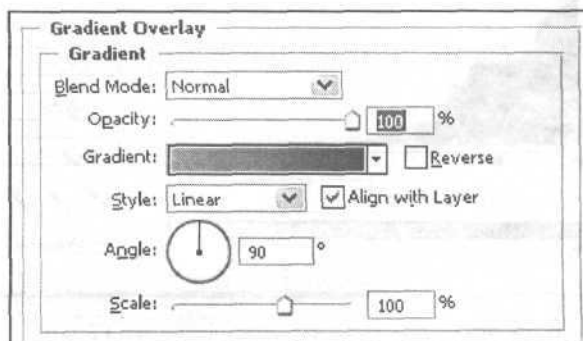 Gradient Overlay
Gradient
Blend Mode: Normal
Opacity: 100 %
Gradient: Reverse
Style: Linear Align with Layer
Angle: 90 °
Scale: 100 %